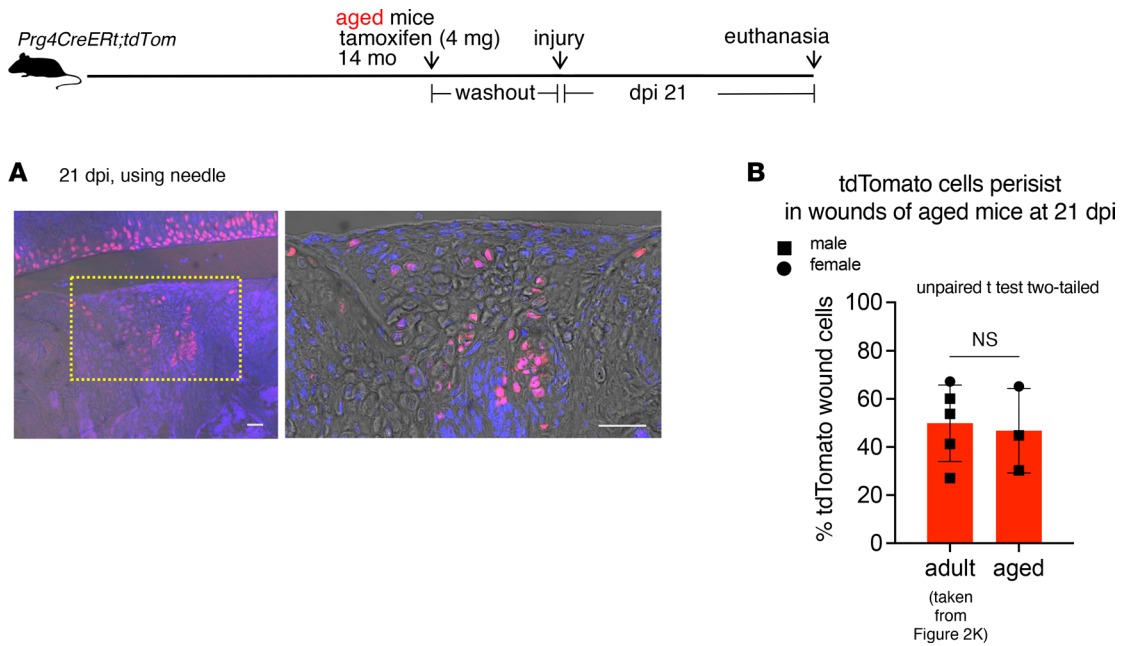 aged mice
Prg4CreERt;tdTom
tamoxifen (4 mg)
injury
euthanasia
14 mo
washout
dpi 21
A
21 dpi, using needle
B
tdTomato cells perisist
in wounds of aged mice at 21 dpi
male
female
unpaired t test two-tailed
% tdTomato wound cells
100
80
60
40
20
0
NS
adult
aged
(taken
from
Figure 2K)